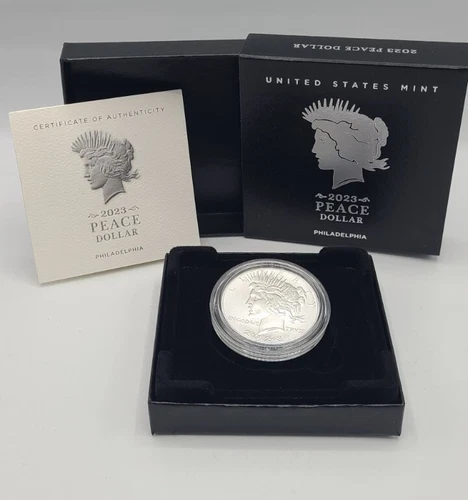 2023 PEACE DOLLAR
UNITED STATES MINT
2023
PEACE
DOLLAR
PHILADELPHIA
CERTIFICATE OF AUTHENTICITY
2023
PEACE
DOLLAR
PHILADELPHIA